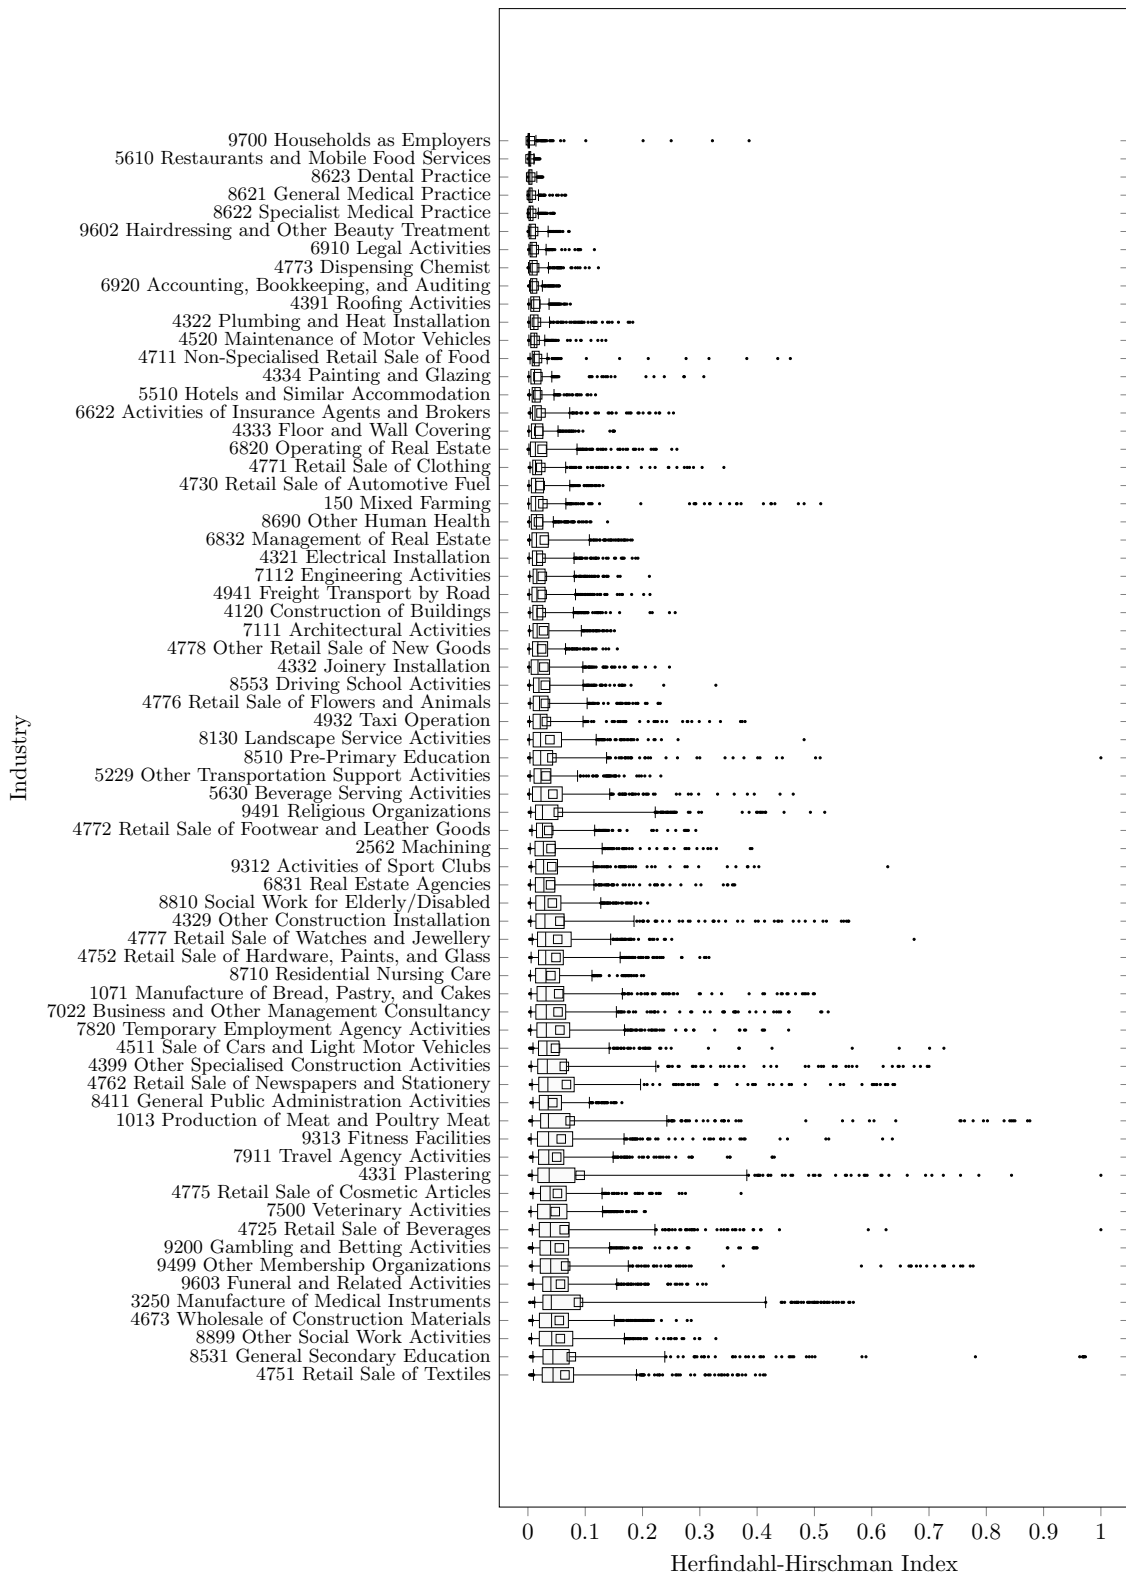 9700 Households as Employers
5610 Restaurants and Mobile Food Services
8623 Dental Practice
8621 General Medical Practice
8622 Specialist Medical Practice
9602 Hairdressing and Other Beauty Treatment
6910 Legal Activities
4773 Dispensing Chemist
6920 Accounting, Bookkeeping, and Auditing
4391 Roofing Activities
4322 Plumbing and Heat Installation
4520 Maintenance of Motor Vehicles
4711 Non-Specialised Retail Sale of Food
4334 Painting and Glazing
5510 Hotels and Similar Accommodation
6622 Activities of Insurance Agents and Brokers
4333 Floor and Wall Covering
6820 Operating of Real Estate
4771 Retail Sale of Clothing
4730 Retail Sale of Automotive Fuel
150 Mixed Farming
8690 Other Human Health
6832 Management of Real Estate
4321 Electrical Installation
7112 Engineering Activities
4941 Freight Transport by Road
4120 Construction of Buildings
7111 Architectural Activities
4778 Other Retail Sale of New Goods
4332 Joinery Installation
8553 Driving School Activities
4776 Retail Sale of Flowers and Animals
4932 Taxi Operation
8130 Landscape Service Activities
8510 Pre-Primary Education
5229 Other Transportation Support Activities
5630 Beverage Serving Activities
9491 Religious Organizations
4772 Retail Sale of Footwear and Leather Goods
2562 Machining
9312 Activities of Sport Clubs
6831 Real Estate Agencies
8810 Social Work for Elderly/Disabled
4329 Other Construction Installation
4777 Retail Sale of Watches and Jewellery
4752 Retail Sale of Hardware, Paints, and Glass
8710 Residential Nursing Care
1071 Manufacture of Bread, Pastry, and Cakes
7022 Business and Other Management Consultancy
7820 Temporary Employment Agency Activities
4511 Sale of Cars and Light Motor Vehicles
4399 Other Specialised Construction Activities
4762 Retail Sale of Newspapers and Stationery
8411 General Public Administration Activities
1013 Production of Meat and Poultry Meat
9313 Fitness Facilities
7911 Travel Agency Activities
4331 Plastering
4775 Retail Sale of Cosmetic Articles
7500 Veterinary Activities
4725 Retail Sale of Beverages
9200 Gambling and Betting Activities
9499 Other Membership Organizations
9603 Funeral and Related Activities
3250 Manufacture of Medical Instruments
4673 Wholesale of Construction Materials
8899 Other Social Work Activities
8531 General Secondary Education
4751 Retail Sale of Textiles
Industry
0 0.1 0.2 0.3 0.4 0.5 0.6 0.7 0.8 0.9 1
Herfindahl-Hirschman Index